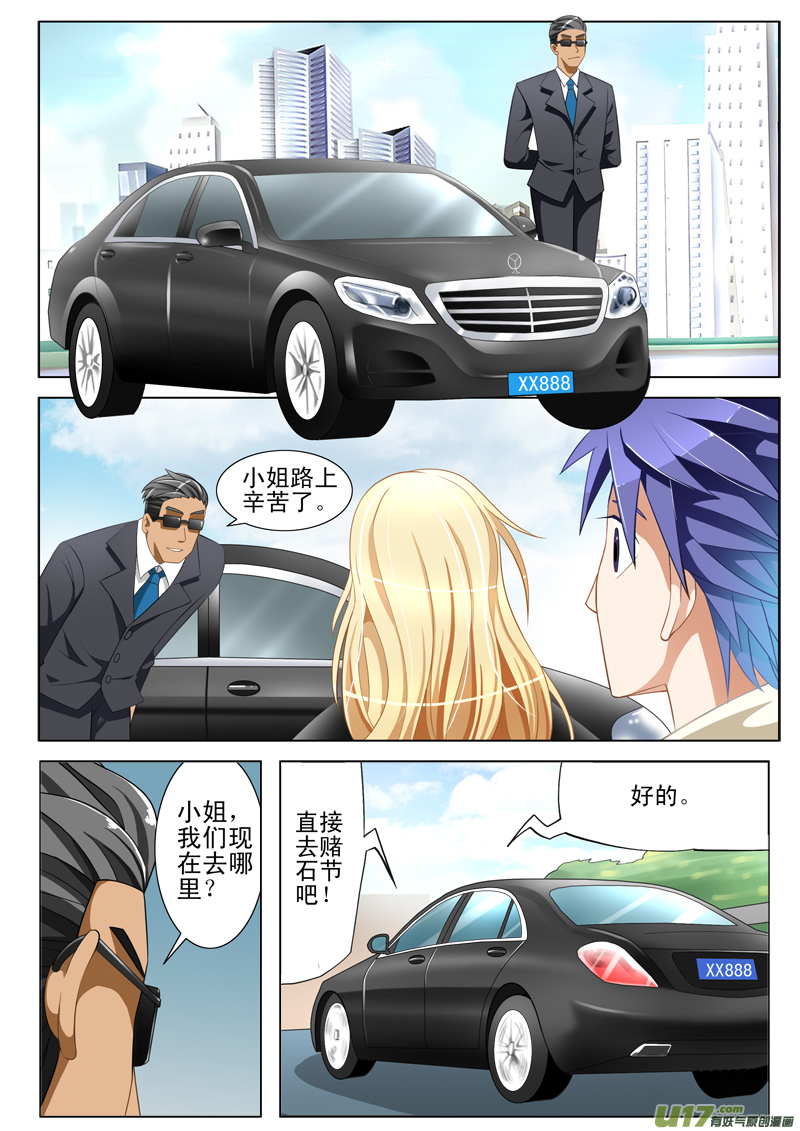 XX888
小姐路上
辛苦了。
小姐，
我们现
在去哪
里？
直接
去赌
石节
吧！
好的。
XX888
U17.com
有妖气原创漫画